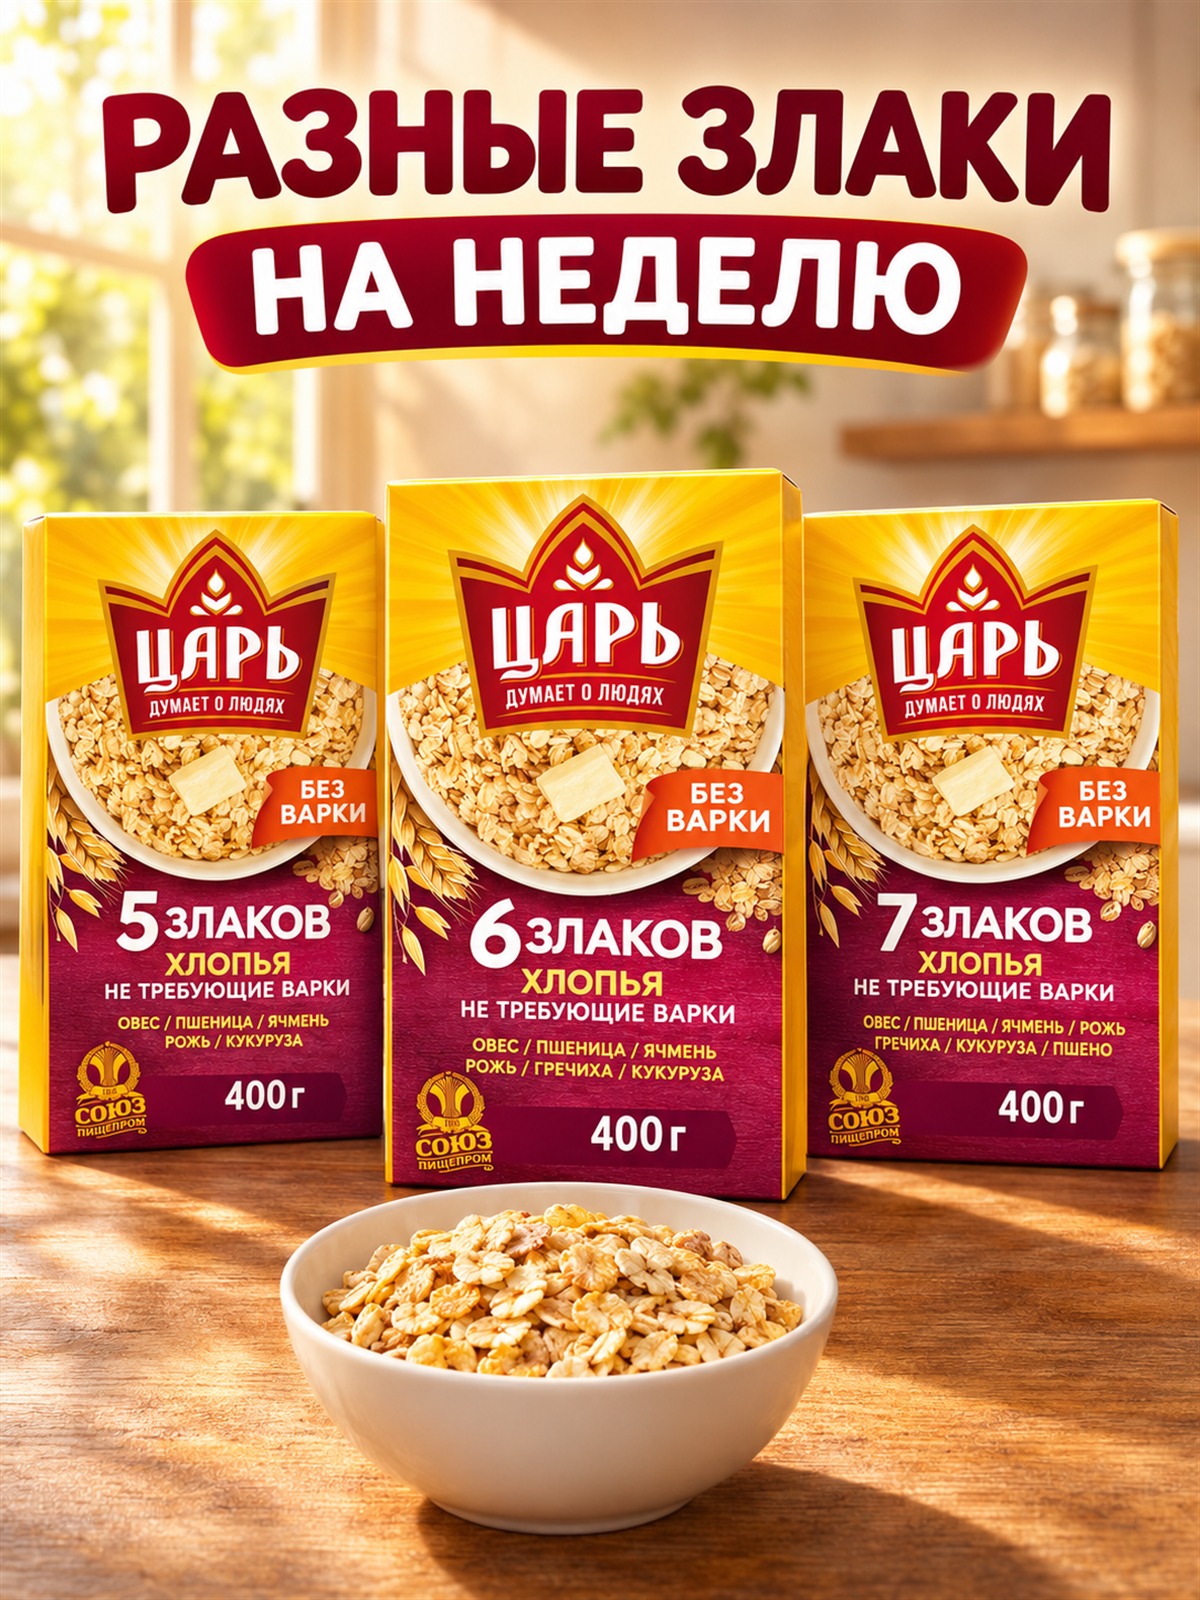 РАЗНЫЕ ЗЛАКИ
НА НЕДЕЛЮ
ЦАРЬ
ДУМАЕТ О ЛЮДЯХ
БЕЗ
ВАРКИ
5 ЗЛАКОВ
ХЛОПЬЯ
НЕ ТРЕБУЮЩИЕ ВАРКИ
ОВЕС / ПШЕНИЦА / ЯЧМЕНЬ
РОЖЬ / КУКУРУЗА
СОЮЗ
ПИЩЕПРОМ
400 г
ЦАРЬ
ДУМАЕТ О ЛЮДЯХ
БЕЗ
ВАРКИ
6 ЗЛАКОВ
ХЛОПЬЯ
НЕ ТРЕБУЮЩИЕ ВАРКИ
ОВЕС / ПШЕНИЦА / ЯЧМЕНЬ
РОЖЬ / ГРЕЧИХА / КУКУРУЗА
СОЮЗ
ПИЩЕПРОМ
400 г
ЦАРЬ
ДУМАЕТ О ЛЮДЯХ
БЕЗ
ВАРКИ
7 ЗЛАКОВ
ХЛОПЬЯ
НЕ ТРЕБУЮЩИЕ ВАРКИ
ОВЕС / ПШЕНИЦА / ЯЧМЕНЬ / РОЖЬ
ГРЕЧИХА / КУКУРУЗА / ПШЕНО
СОЮЗ
ПИЩЕПРОМ
400 г